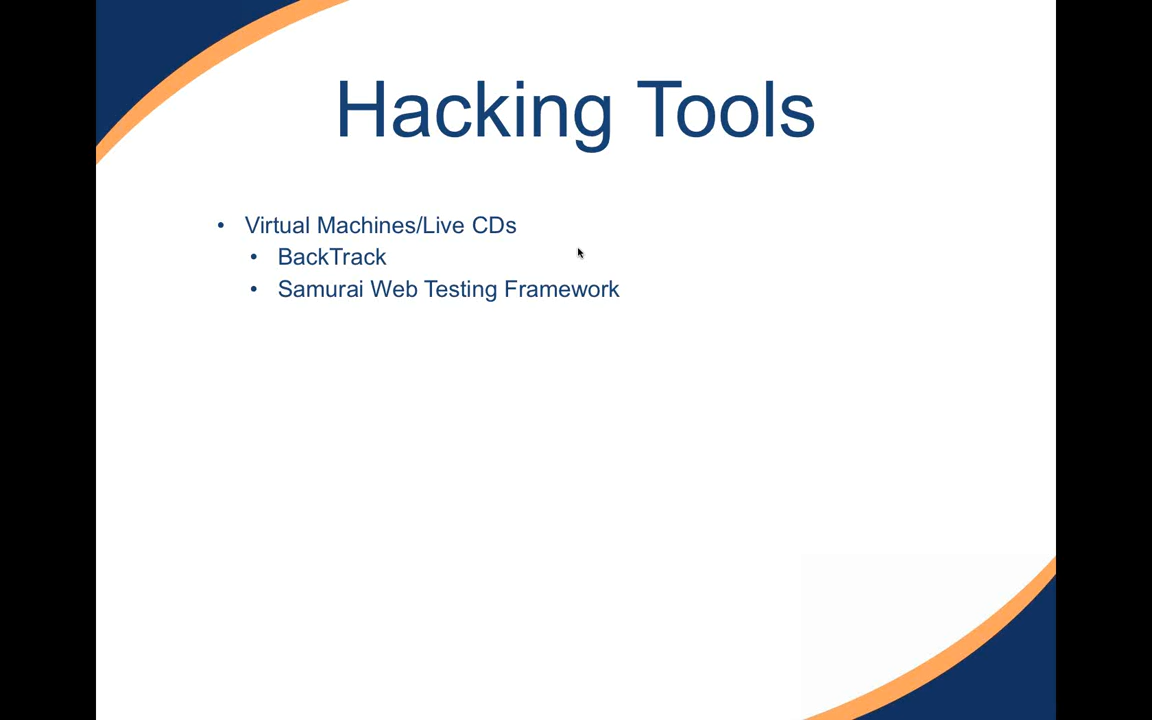 Hacking Tools
• Virtual Machines/Live CDs
• BackTrack
• Samurai Web Testing Framework